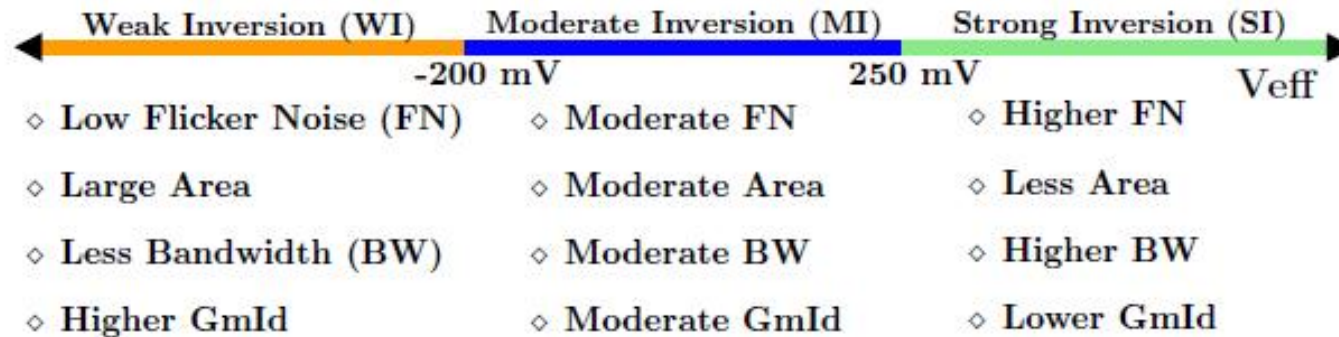 Weak Inversion (WI) Moderate Inversion (MI) Strong Inversion (SI)
-200 mV 250 mV Veff
⋄ Low Flicker Noise (FN) ⋄ Moderate FN ⋄ Higher FN
⋄ Large Area ⋄ Moderate Area ⋄ Less Area
⋄ Less Bandwidth (BW) ⋄ Moderate BW ⋄ Higher BW
⋄ Higher GmId ⋄ Moderate GmId ⋄ Lower GmId